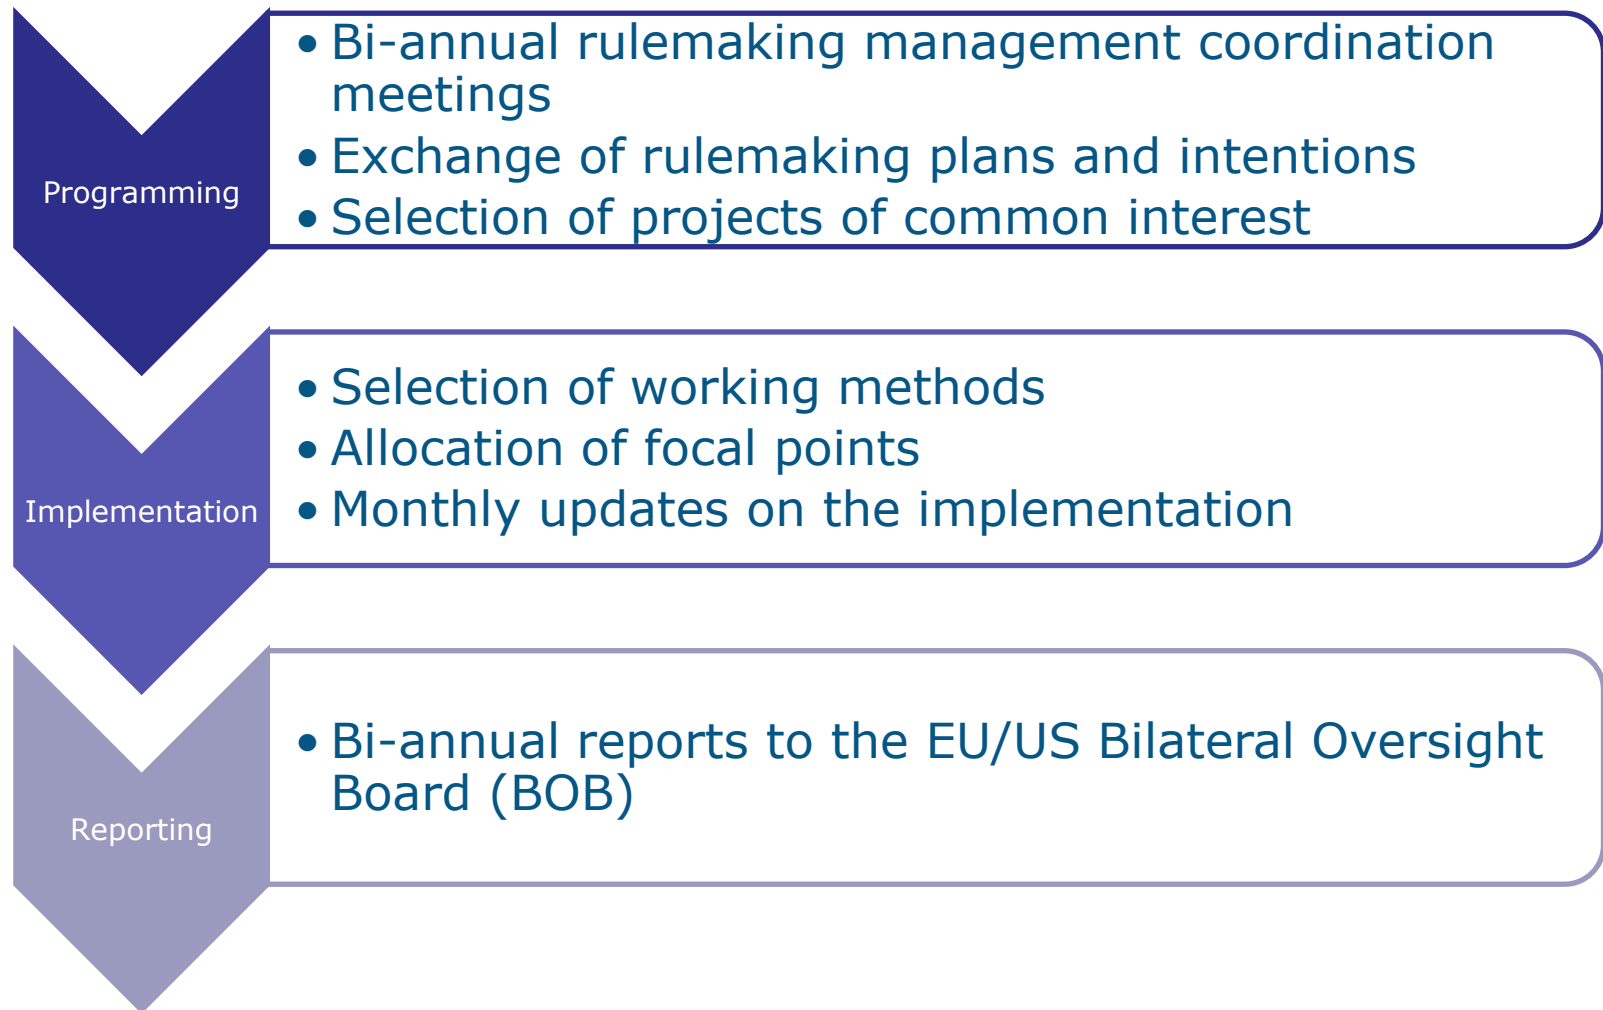 Programming
• Bi-annual rulemaking management coordination
meetings
• Exchange of rulemaking plans and intentions
• Selection of projects of common interest
Implementation
• Selection of working methods
• Allocation of focal points
• Monthly updates on the implementation
Reporting
• Bi-annual reports to the EU/US Bilateral Oversight
Board (BOB)